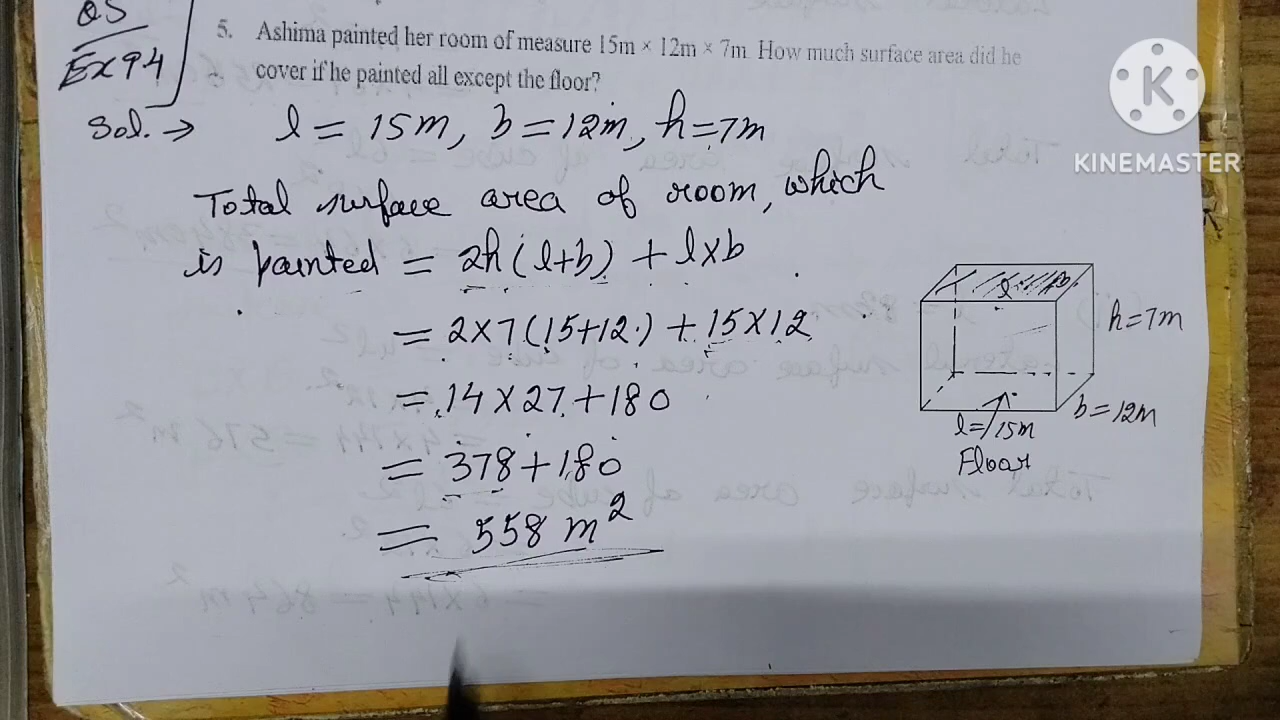 Q5
Ex 9.4
5. Ashima painted her room of measure 15m × 12m × 7m. How much surface area did he
cover if he painted all except the floor?
Sol. → l = 15m, b = 12m, h = 7m
Total surface area of room, which
is painted = 2h (l+b) + l×b
= 2×7 (15+12) + 15×12
= 14 × 27 + 180
= 378 + 180
= 558 m²
h = 7m
b = 12m
l = 15m
Floar
K
KINEMASTER